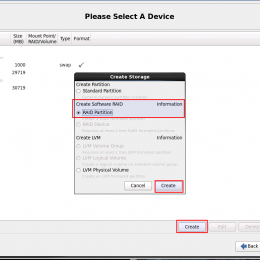 Please Select A Device
Size (MB) Mount Point/ RAID/Volume Type Format
1000 swap ✓
29719
30719
Create Storage
Create Partition
Standard Partition
Create Software RAID Information
RAID Partition
RAID Device
Create LVM Information
LVM Volume Group
LVM Logical Volume
LVM Physical Volume
Cancel Create
Create Edit Delete
Back